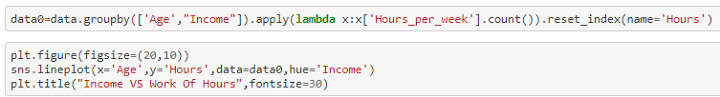 data0=data.groupby(['Age',"Income"]).apply(lambda x:x['Hours_per_week'].count()).reset_index(name='Hours')
plt.figure(figsize=(20,10))
sns.lineplot(x='Age',y='Hours',data=data0,hue='Income')
plt.title("Income VS Work Of Hours",fontsize=30)